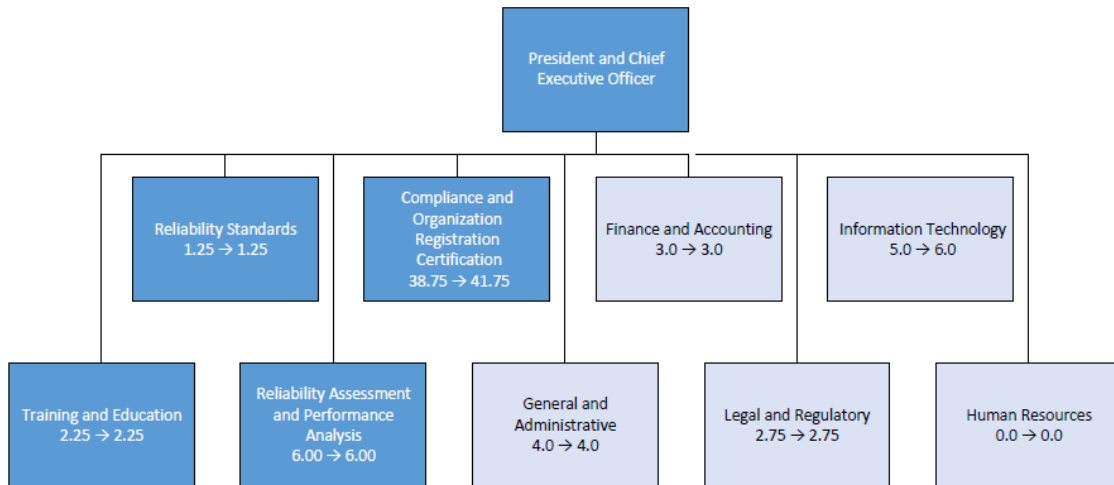 President and Chief
Executive Officer
Reliability Standards
1.25 → 1.25
Compliance and
Organization
Registration
Certification
38.75 → 41.75
Finance and Accounting
3.0 → 3.0
Information Technology
5.0 → 6.0
Training and Education
2.25 → 2.25
Reliability Assessment
and Performance
Analysis
6.00 → 6.00
General and
Administrative
4.0 → 4.0
Legal and Regulatory
2.75 → 2.75
Human Resources
0.0 → 0.0